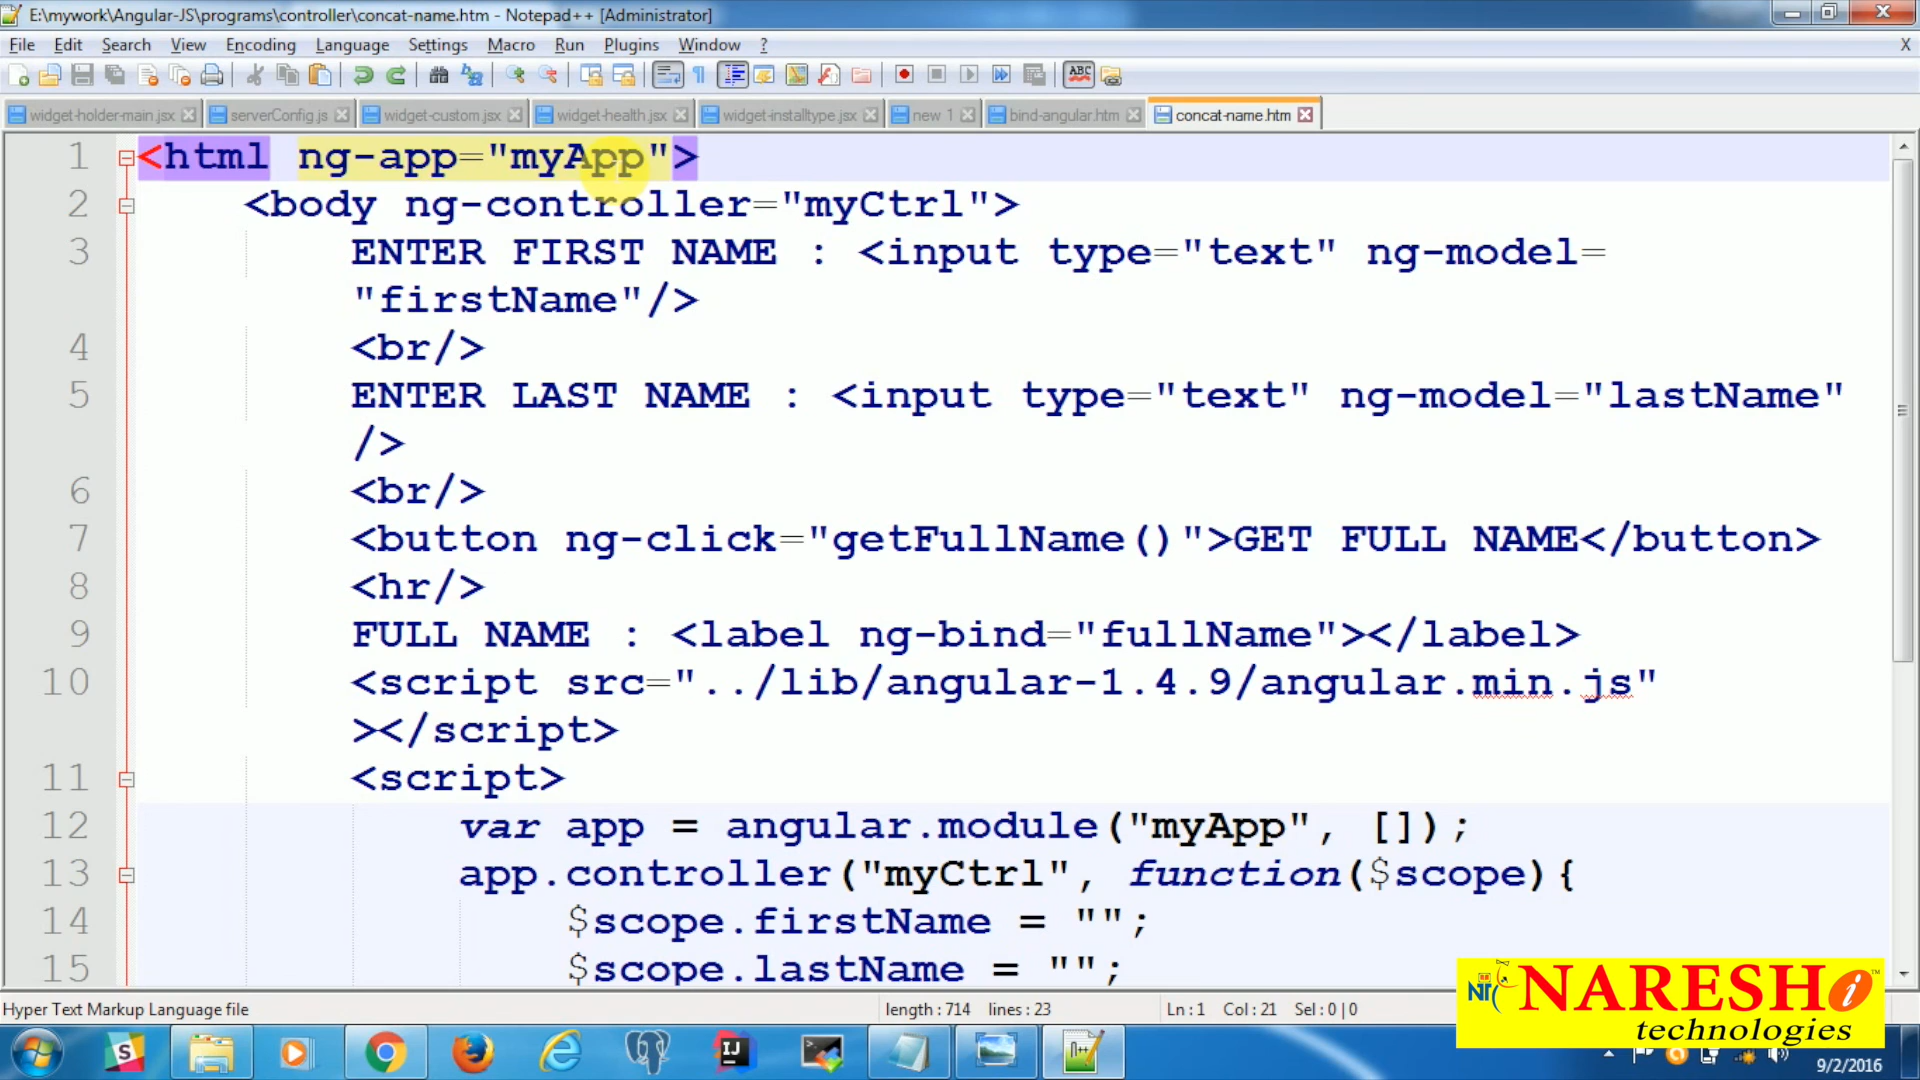 E:\mywork\Angular-JS\programs\controller\concat-name.htm - Notepad++ [Administrator]
File Edit Search View Encoding Language Settings Macro Run Plugins Window ? X
widget-holder-main.jsx serverConfig.js widget-custom.jsx widget-health.jsx widget-installtype.jsx new 1 bind-angular.htm concat-name.htm
1 <html ng-app="myApp">
2 <body ng-controller="myCtrl">
3 ENTER FIRST NAME : <input type="text" ng-model=
"firstName"/>
4 <br/>
5 ENTER LAST NAME : <input type="text" ng-model="lastName"
/>
6 <br/>
7 <button ng-click="getFullName()">GET FULL NAME</button>
8 <hr/>
9 FULL NAME : <label ng-bind="fullName"></label>
10 <script src="../lib/angular-1.4.9/angular.min.js"
></script>
11 <script>
12 var app = angular.module("myApp", []);
13 app.controller("myCtrl", function($scope){
14 $scope.firstName = "";
15 $scope.lastName = "";
Hyper Text Markup Language file length : 714 lines : 23 Ln : 1 Col : 21 Sel : 0 | 0
NARESH i
technologies
9/2/2016